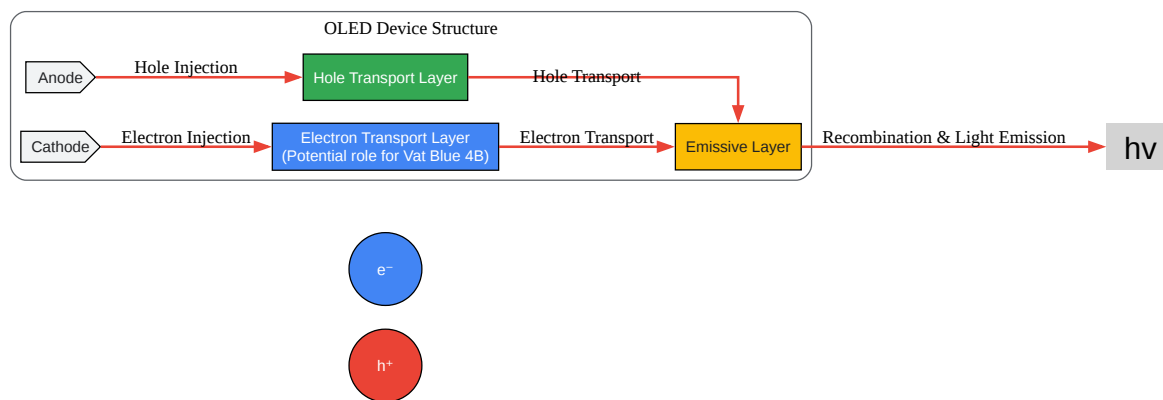 OLED Device Structure
Anode
Hole Injection
Hole Transport Layer
Hole Transport
Cathode
Electron Injection
Electron Transport Layer
(Potential role for Vat Blue 4B)
Electron Transport
Emissive Layer
Recombination & Light Emission
hv
e⁻
h⁺